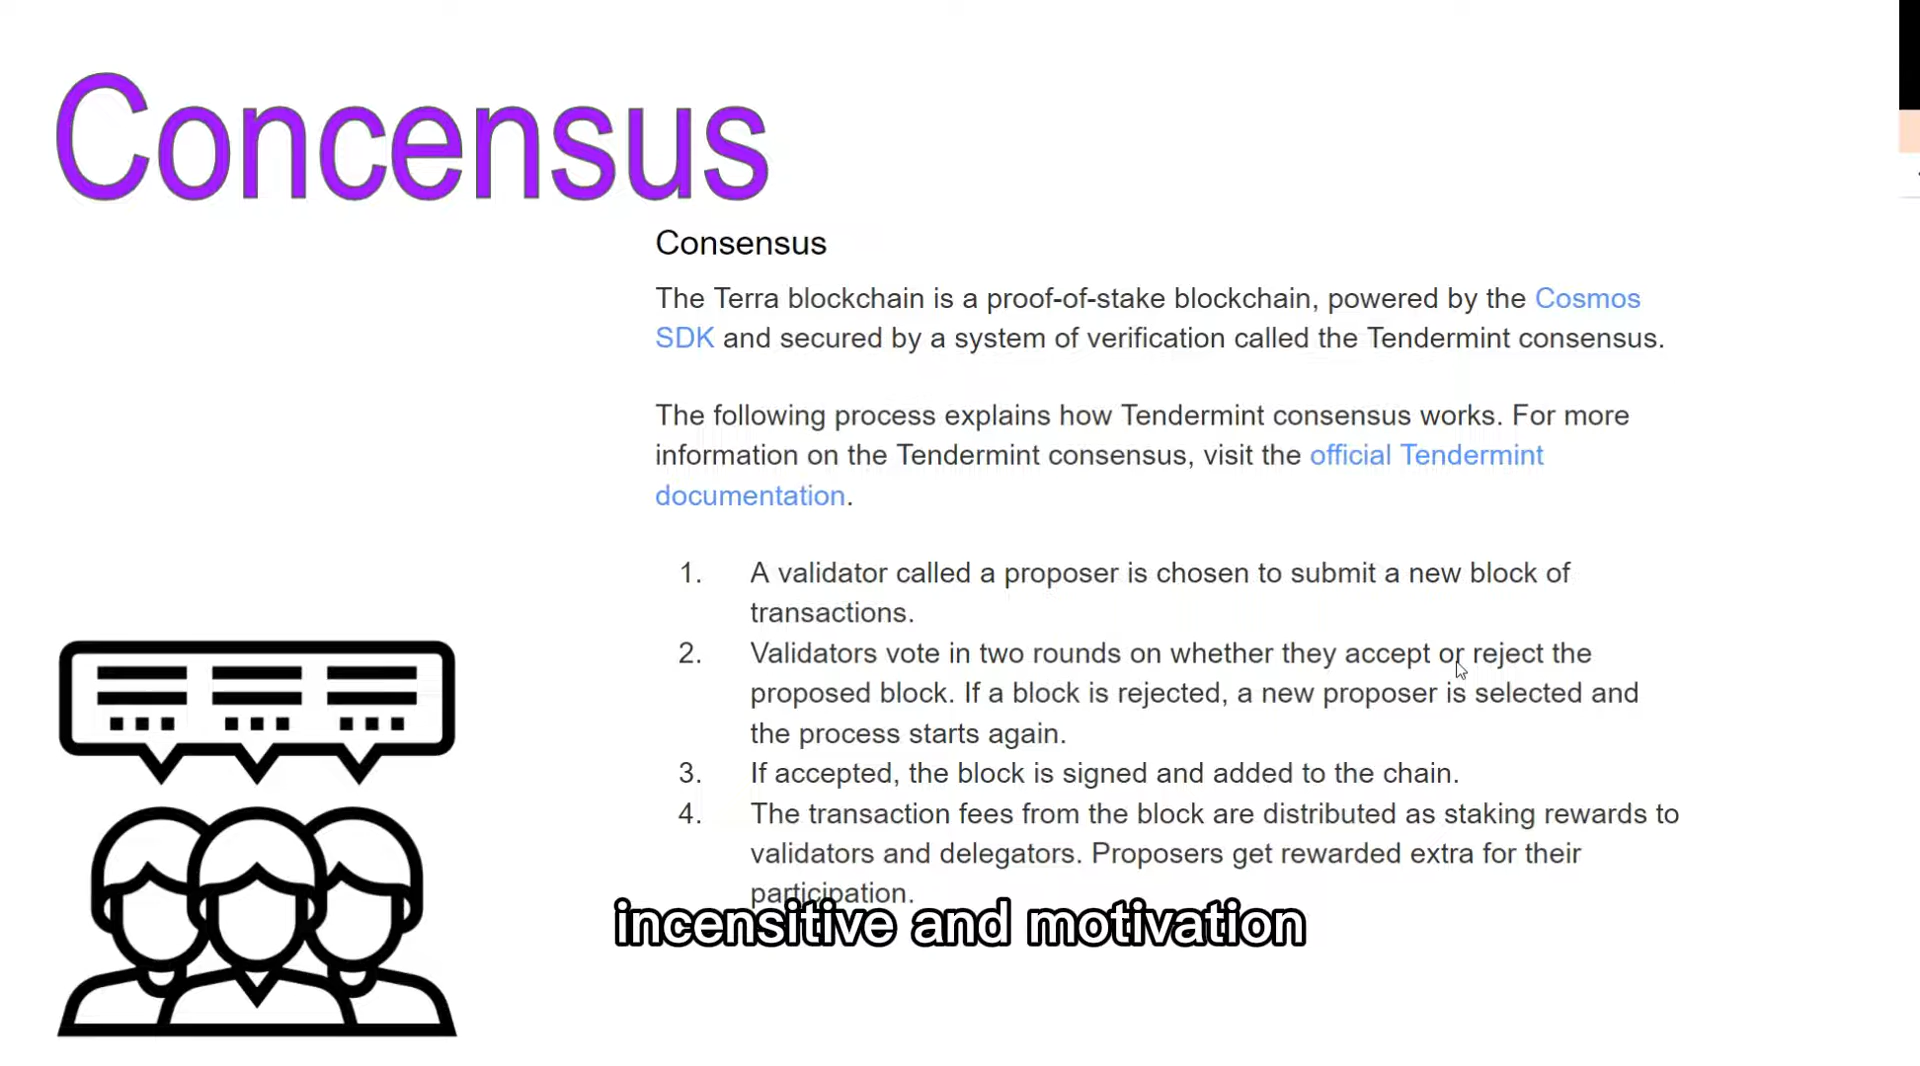 Concensus
Consensus
The Terra blockchain is a proof-of-stake blockchain, powered by the Cosmos
SDK and secured by a system of verification called the Tendermint consensus.
The following process explains how Tendermint consensus works. For more
information on the Tendermint consensus, visit the official Tendermint
documentation.
1. A validator called a proposer is chosen to submit a new block of
transactions.
2. Validators vote in two rounds on whether they accept or reject the
proposed block. If a block is rejected, a new proposer is selected and
the process starts again.
3. If accepted, the block is signed and added to the chain.
4. The transaction fees from the block are distributed as staking rewards to
validators and delegators. Proposers get rewarded extra for their
participation.
incensitive and motivation